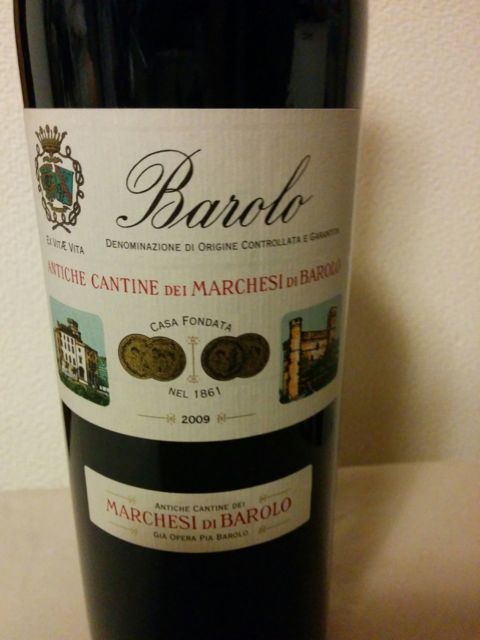 Barolo
EX VITÆ VITA
DENOMINAZIONE DI ORIGINE CONTROLLATA E GARANTITA
ANTICHE CANTINE DEI MARCHESI DI BAROLO
CASA FONDATA
NEL 1861
2009
ANTICHE CANTINE DEI
MARCHESI DI BAROLO
GIÀ OPERA PIA BAROLO